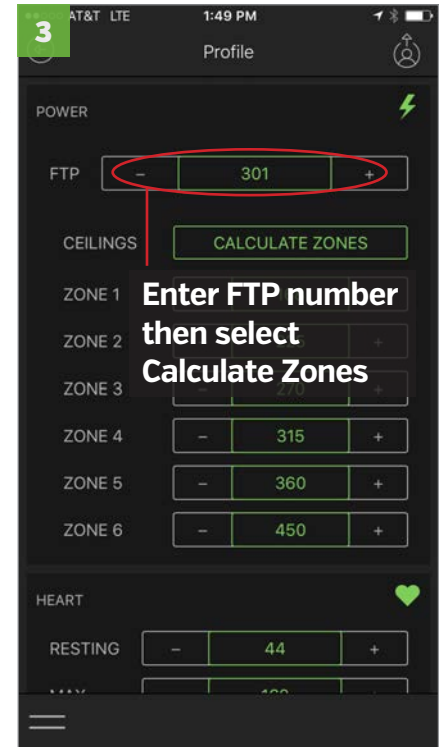 3
AT&T LTE 1:49 PM
Profile
POWER
FTP - 301 +
CEILINGS CALCULATE ZONES
ZONE 1
Enter FTP number
ZONE 2 +
then select
Calculate Zones
ZONE 3 270
ZONE 4 - 315 +
ZONE 5 - 360 +
ZONE 6 - 450 +
HEART
RESTING - 44 +
MAX